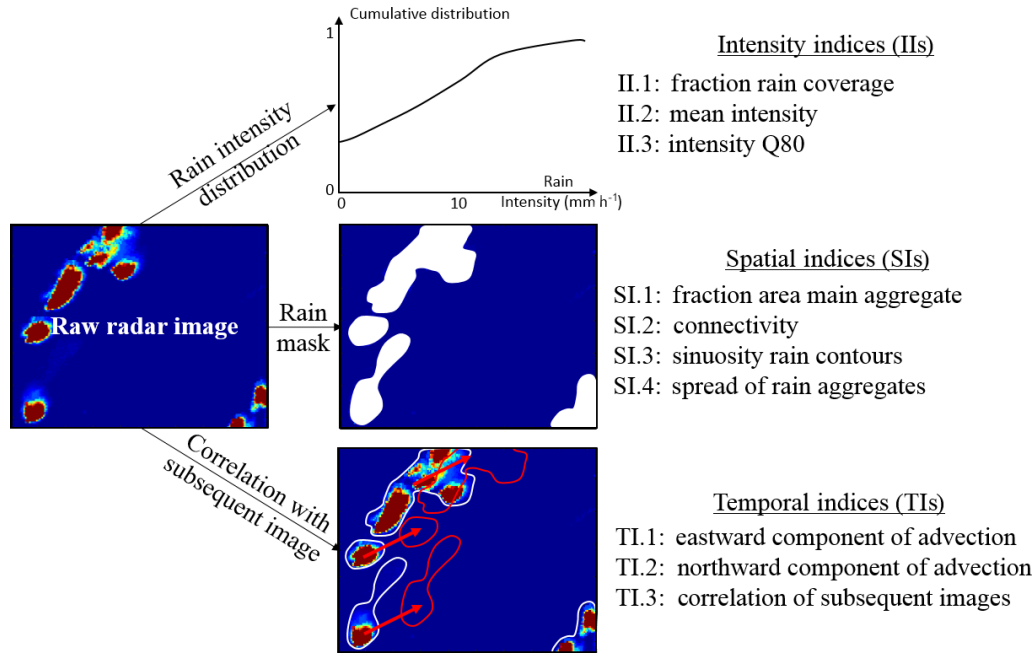 Cumulative distribution
1
0
0
10
Rain
Intensity (mm h⁻¹)
Intensity indices (IIs)
II.1: fraction rain coverage
II.2: mean intensity
II.3: intensity Q80
Rain intensity
distribution
Raw radar image
Rain
mask
Spatial indices (SIs)
SI.1: fraction area main aggregate
SI.2: connectivity
SI.3: sinuosity rain contours
SI.4: spread of rain aggregates
Correlation with
subsequent image
Temporal indices (TIs)
TI.1: eastward component of advection
TI.2: northward component of advection
TI.3: correlation of subsequent images